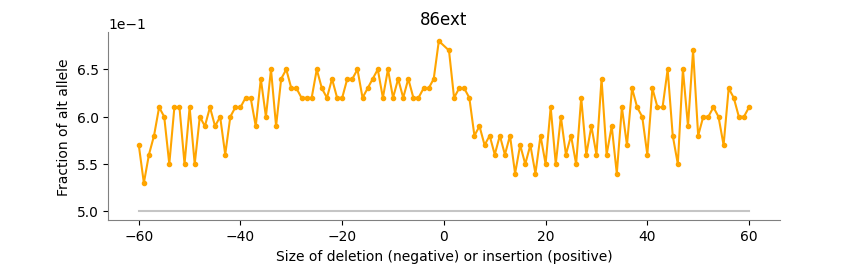 86ext
1e−1
6.5
6.0
5.5
5.0
Fraction of alt allele
−60 −40 −20 0 20 40 60
Size of deletion (negative) or insertion (positive)